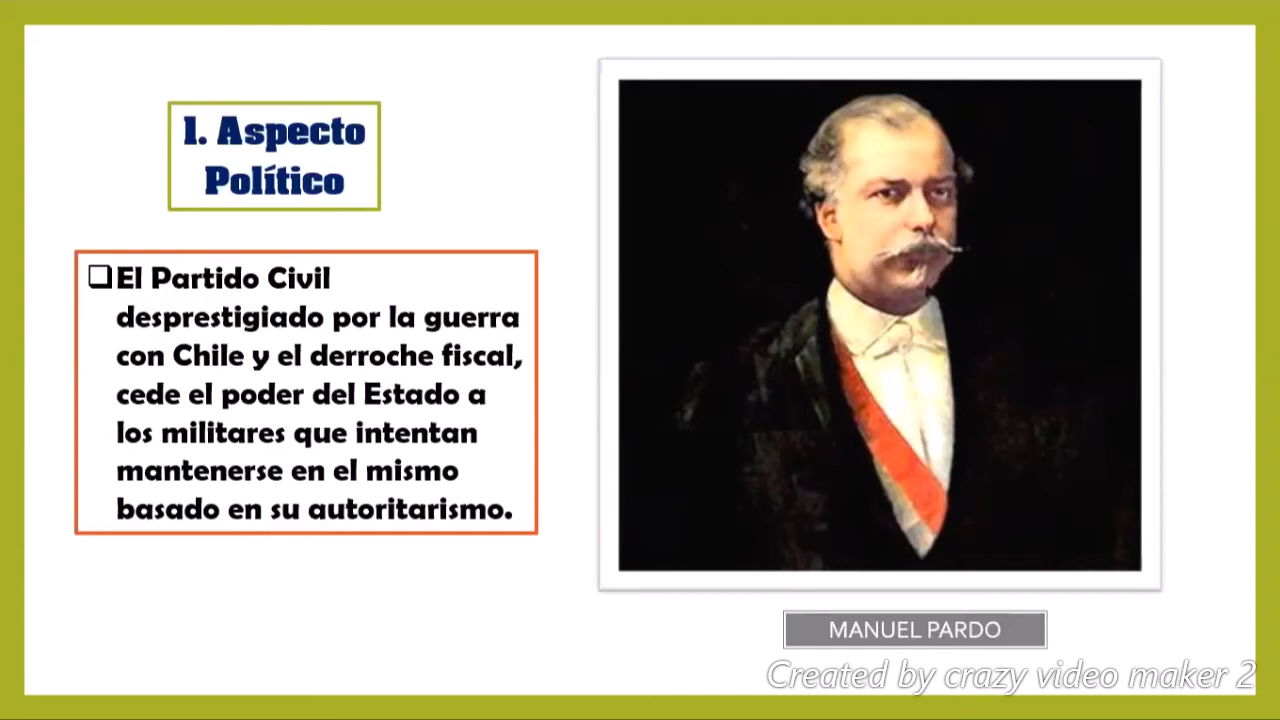 1. Aspecto
Político
❑El Partido Civil
desprestigiado por la guerra
con Chile y el derroche fiscal,
cede el poder del Estado a
los militares que intentan
mantenerse en el mismo
basado en su autoritarismo.
MANUEL PARDO
Created by crazy video maker 2